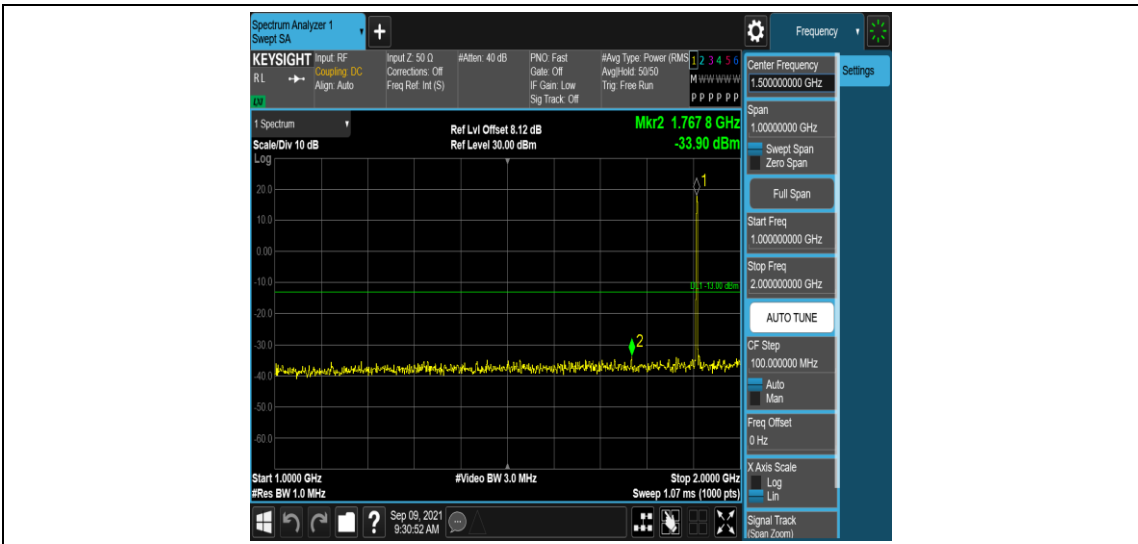 Spectrum Analyzer 1
Swept SA
+
Frequency
KEYSIGHT
RL
LXI
Input: RF
Coupling: DC
Align: Auto
Input Z: 50 Ω
Corrections: Off
Freq Ref: Int (S)
#Atten: 40 dB
PNO: Fast
Gate: Off
IF Gain: Low
Sig Track: Off
#Avg Type: Power (RMS
Avg|Hold: 50/50
Trig: Free Run
1 2 3 4 5 6
M W W W W W
P P P P P P
Center Frequency
1.500000000 GHz
Settings
Span
1.00000000 GHz
Swept Span
Zero Span
Full Span
Start Freq
1.000000000 GHz
Stop Freq
2.000000000 GHz
AUTO TUNE
CF Step
100.000000 MHz
Auto
Man
Freq Offset
0 Hz
X Axis Scale
Log
Lin
Signal Track
(Span Zoom)
1 Spectrum
Scale/Div 10 dB
Ref Lvl Offset 8.12 dB
Ref Level 30.00 dBm
Mkr2 1.767 8 GHz
-33.90 dBm
Log
1
20.0
10.0
0.00
-10.0
DL1 -13.00 dBm
-20.0
-30.0
2
-40.0
-50.0
-60.0
Start 1.0000 GHz
#Res BW 1.0 MHz
#Video BW 3.0 MHz
Stop 2.0000 GHz
Sweep 1.07 ms (1000 pts)
?
Sep 09, 2021
9:30:52 AM